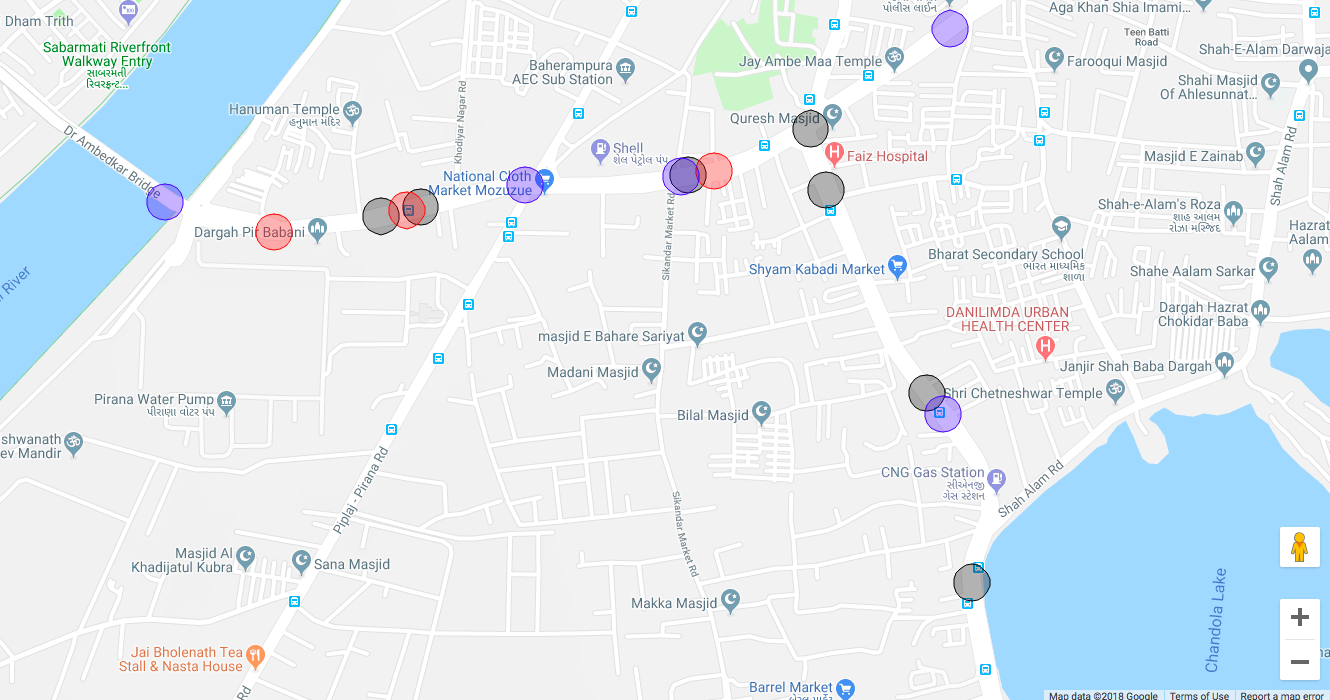 Dham Trith
Sabarmati Riverfront
Walkway Entry
સાબરમતી
રિવરફ્રન્ટ...
Hanuman Temple
હનુમાન મંદિર
Dr Ambedkar Bridge
Khodiyar Nagar Rd
Baherampura
AEC Sub Station
Shell
શેલ પેટ્રોલ પંપ
National Cloth
Market Mozuzue
Dargah Pir Babani
પોલીસ લાઈન
Jay Ambe Maa Temple
Quresh Masjid
Faiz Hospital
Aga Khan Shia Imami...
Teen Batti
Road
Farooqui Masjid
Shah-E-Alam Darwaja
Shahi Masjid
Of Ahlesunnat...
Masjid E Zainab
Shah Alam Rd
Shah-e-Alam's Roza
શાહ આલમ
રોઝા મસ્જિદ
Hazrat
Aalam
Bharat Secondary School
ભારત માધ્યમિક
શાળા
Shahe Aalam Sarkar
Shyam Kabadi Market
Dargah Hazrat
Chokidar Baba
DANILIMDA URBAN
HEALTH CENTER
Janjir Shah Baba Dargah
Shri Chetneshwar Temple
River
Sikandar Market Rd
masjid E Bahare Sariyat
Madani Masjid
Bilal Masjid
Pirana Water Pump
પીરાણા વોટર પંપ
shwanath
ev Mandir
CNG Gas Station
સીએનજી
ગેસ સ્ટેશન
Shah Alam Rd
Piplaj - Pirana Rd
Sikandar Market Rd
Masjid Al
Khadijatul Kubra
Sana Masjid
Makka Masjid
Chandola Lake
Jai Bholenath Tea
Stall & Nasta House
Rd
Barrel Market
Map data ©2018 Google
Terms of Use
Report a map error